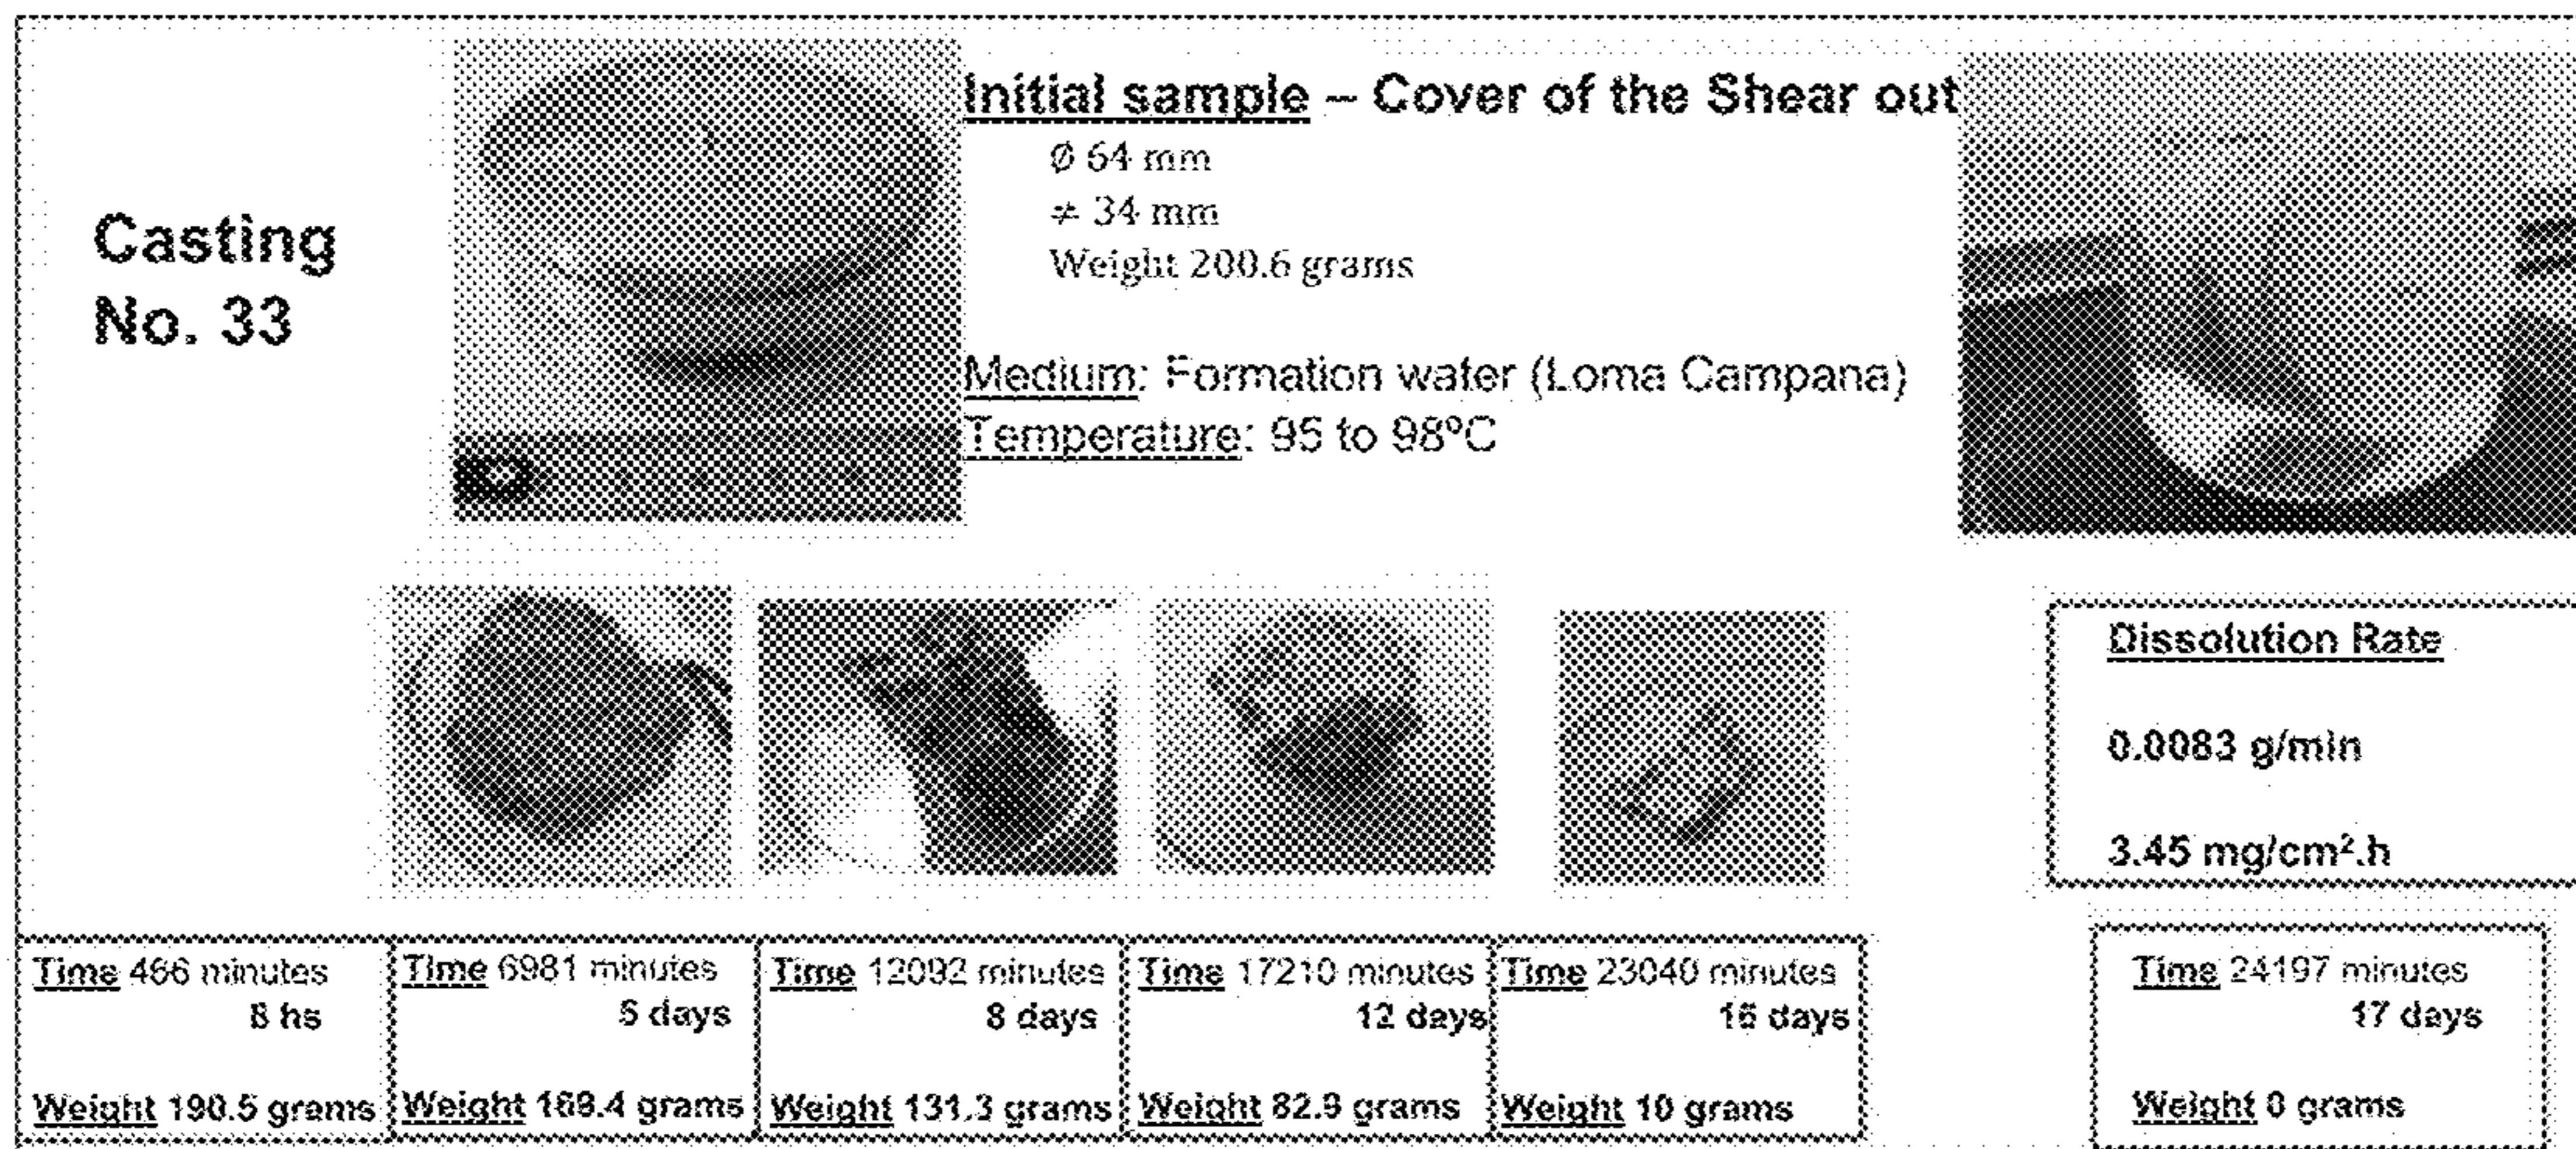 Casting
No. 33
Initial sample – Cover of the Shear out
Ø 64 mm
≠ 34 mm
Weight 200.6 grams
Medium: Formation water (Loma Campana)
Temperature: 95 to 98ºC
Dissolution Rate
0.0083 g/min
3.45 mg/cm².h
Time 466 minutes
8 hs
Weight 190.5 grams
Time 6981 minutes
5 days
Weight 169.4 grams
Time 12092 minutes
8 days
Weight 131.3 grams
Time 17210 minutes
12 days
Weight 82.9 grams
Time 23040 minutes
16 days
Weight 10 grams
Time 24197 minutes
17 days
Weight 0 grams